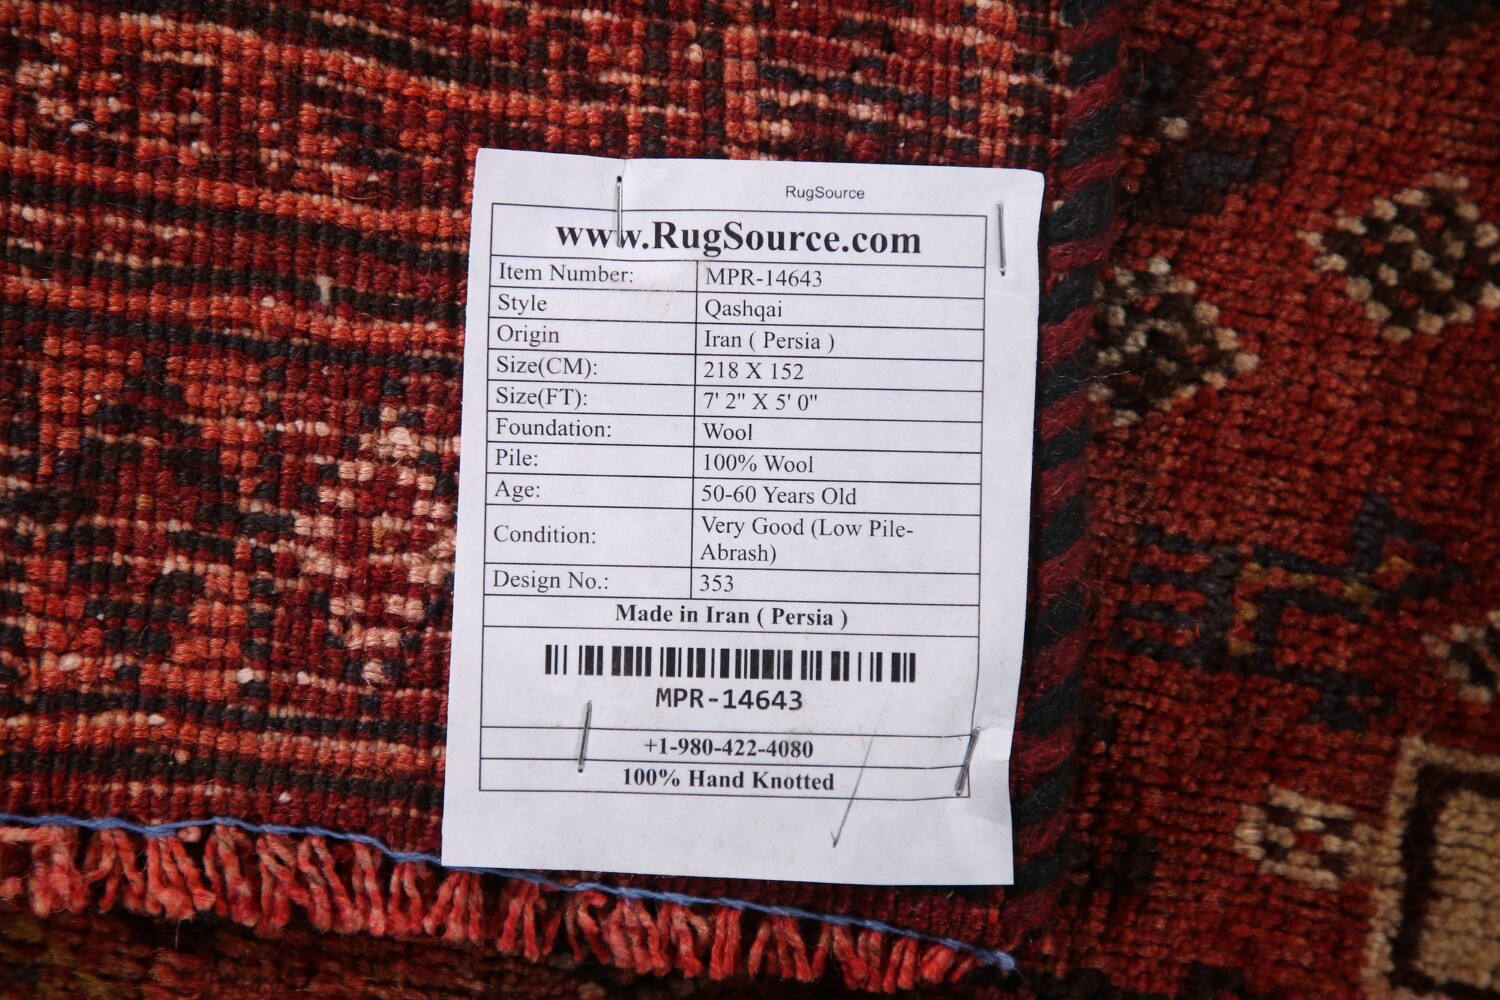 RugSource
www.RugSource.com
Item Number: MPR-14643
Style Qashqai
Origin Iran ( Persia )
Size(CM): 218 X 152
Size(FT): 7' 2" X 5' 0"
Foundation: Wool
Pile: 100% Wool
Age: 50-60 Years Old
Condition: Very Good (Low Pile-
Abrash)
Design No.: 353
Made in Iran ( Persia )
MPR-14643
+1-980-422-4080
100% Hand Knotted